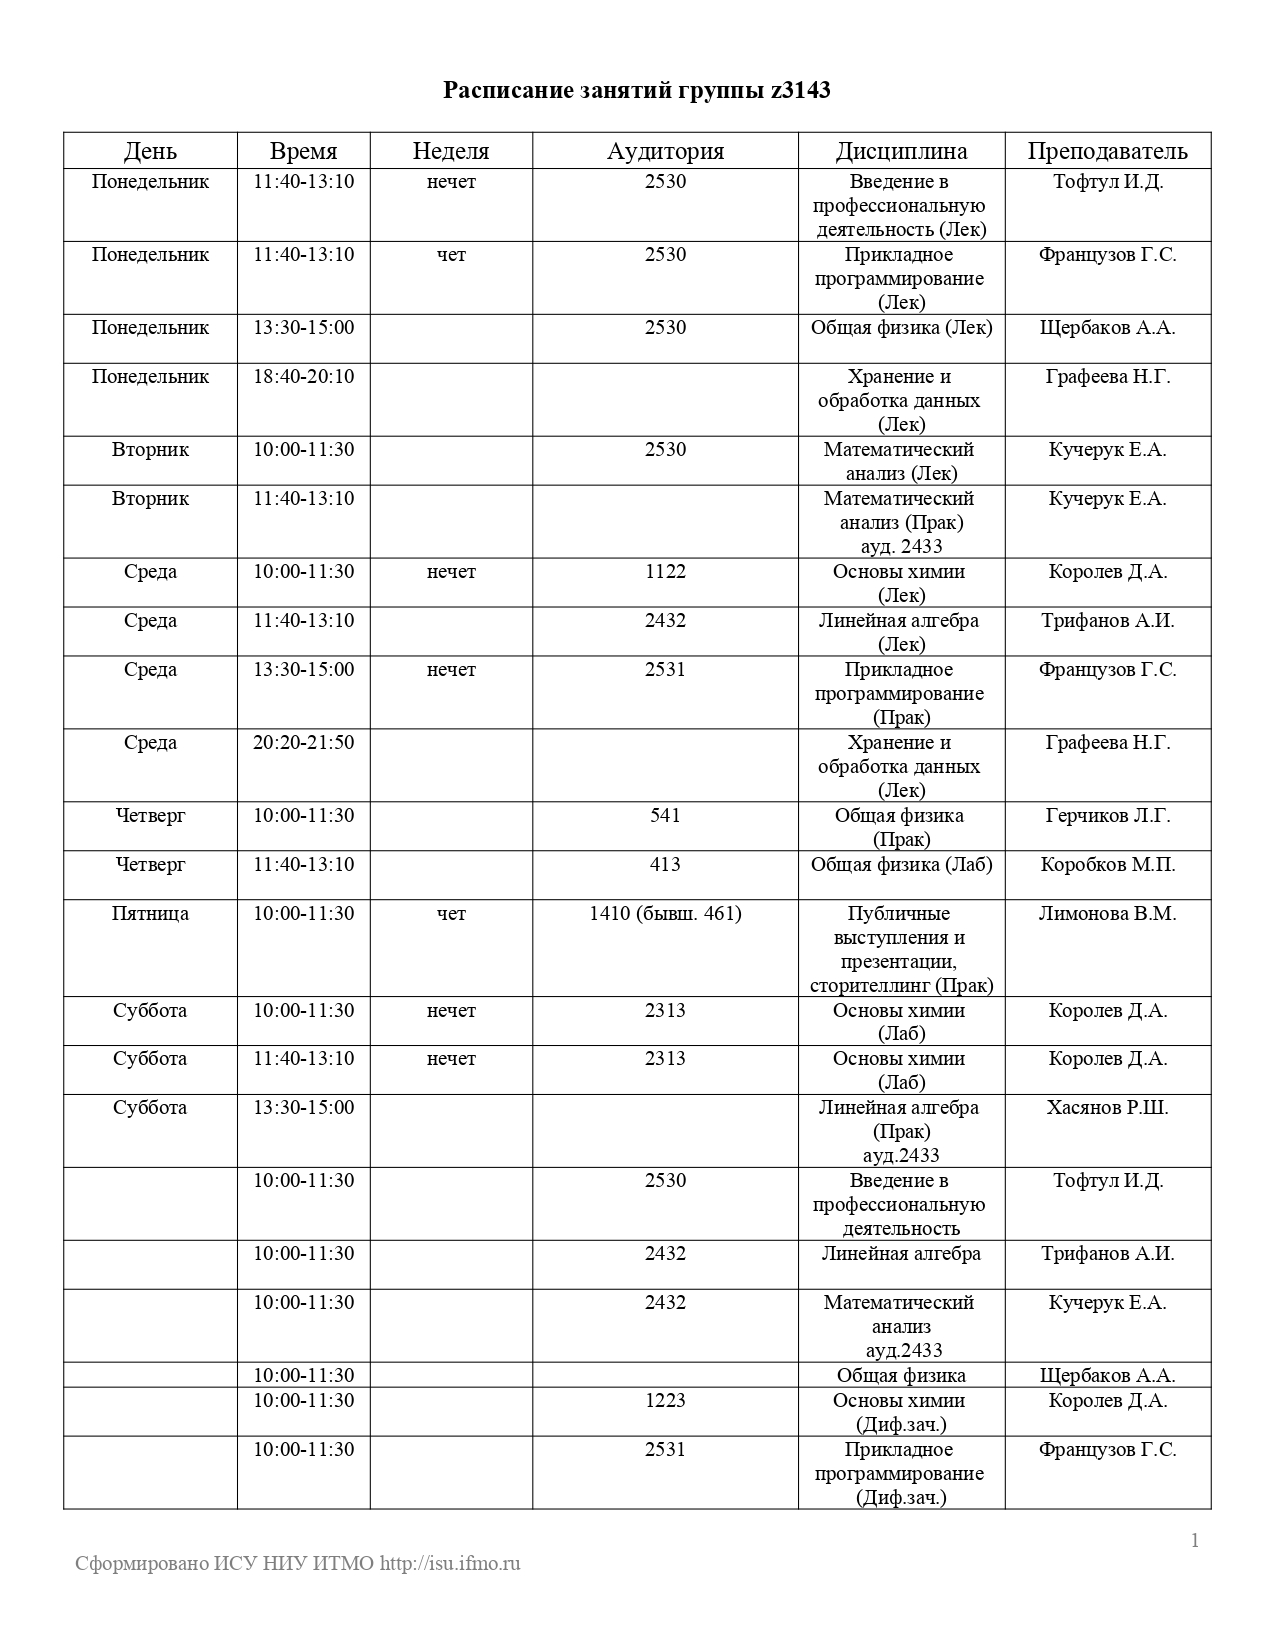 Расписание занятий группы z3143
День Время Неделя Аудитория Дисциплина Преподаватель
Понедельник 11:40-13:10 нечет 2530 Введение в Тофтул И.Д.
профессиональную
деятельность (Лек)
Понедельник 11:40-13:10 чет 2530 Прикладное Французов Г.С.
программирование
(Лек)
Понедельник 13:30-15:00 2530 Общая физика (Лек) Щербаков А.А.
Понедельник 18:40-20:10 Хранение и Графеева Н.Г.
обработка данных
(Лек)
Вторник 10:00-11:30 2530 Математический Кучерук Е.А.
анализ (Лек)
Вторник 11:40-13:10 Математический Кучерук Е.А.
анализ (Прак)
ауд. 2433
Среда 10:00-11:30 нечет 1122 Основы химии Королев Д.А.
(Лек)
Среда 11:40-13:10 2432 Линейная алгебра Трифанов А.И.
(Лек)
Среда 13:30-15:00 нечет 2531 Прикладное Французов Г.С.
программирование
(Прак)
Среда 20:20-21:50 Хранение и Графеева Н.Г.
обработка данных
(Лек)
Четверг 10:00-11:30 541 Общая физика Герчиков Л.Г.
(Прак)
Четверг 11:40-13:10 413 Общая физика (Лаб) Коробков М.П.
Пятница 10:00-11:30 чет 1410 (бывш. 461) Публичные Лимонова В.М.
выступления и
презентации,
сторителлинг (Прак)
Суббота 10:00-11:30 нечет 2313 Основы химии Королев Д.А.
(Лаб)
Суббота 11:40-13:10 нечет 2313 Основы химии Королев Д.А.
(Лаб)
Суббота 13:30-15:00 Линейная алгебра Хасянов Р.Ш.
(Прак)
ауд.2433
10:00-11:30 2530 Введение в Тофтул И.Д.
профессиональную
деятельность
10:00-11:30 2432 Линейная алгебра Трифанов А.И.
10:00-11:30 2432 Математический Кучерук Е.А.
анализ
ауд.2433
10:00-11:30 Общая физика Щербаков А.А.
10:00-11:30 1223 Основы химии Королев Д.А.
(Диф.зач.)
10:00-11:30 2531 Прикладное Французов Г.С.
программирование
(Диф.зач.)
1
Сформировано ИСУ НИУ ИТМО http://isu.ifmo.ru